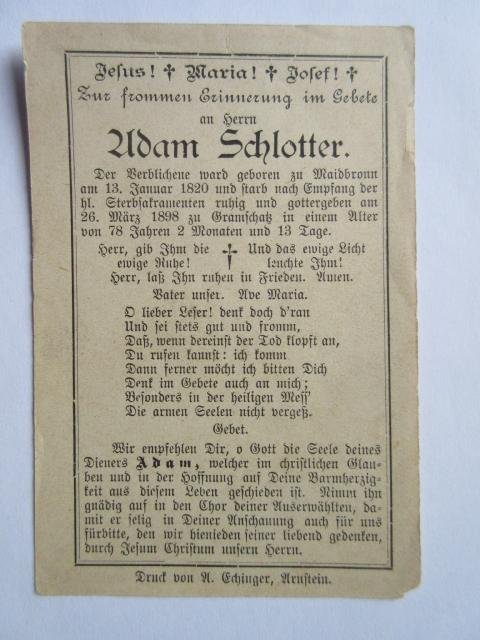 Jesus! ✝ Maria! ✝ Josef! ✝
Zur frommen Erinnerung im Gebete
an Herrn
Adam Schlotter.
Der Verblichene ward geboren zu Maidbronn
am 13. Januar 1820 und starb nach Empfang der
hl. Sterbsakramenten ruhig und gottergeben am
26. März 1898 zu Gramschatz in einem Alter
von 78 Jahren 2 Monaten und 13 Tage.
Herr, gib Ihm die ✝ Und das ewige Licht
ewige Ruhe! leuchte Ihm!
Herr, laß Ihn ruhen in Frieden. Amen.
Vater unser. Ave Maria.
O lieber Leser! denk doch d'ran
Und sei stets gut und fromm,
Daß, wenn dereinst der Tod klopft an,
Du rufen kannst: ich komm
Dann ferner möcht ich bitten Dich
Denk im Gebete auch an mich;
Besonders in der heiligen Mess'
Die armen Seelen nicht vergeß.
Gebet.
Wir empfehlen Dir, o Gott die Seele deines
Dieners Adam, welcher im christlichen Glau-
ben und in der Hoffnung auf Deine Barmherzig-
keit aus diesem Leben geschieden ist. Nimm ihn
gnädig auf in den Chor deiner Auserwählten, da-
mit er selig in Deiner Anschauung auch für uns
fürbitte, den wir hienieden seiner liebend gedenken,
durch Jesum Christum unsern Herrn.
Druck von A. Echinger, Arnstein.